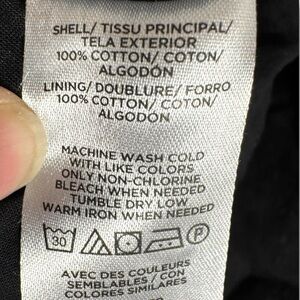 SHELL/ TISSU PRINCIPAL/
TELA EXTERIOR
100% COTTON/ COTON/
ALGODÓN
LINING/ DOUBLURE/ FORRO
100% COTTON/ COTON/
ALGODÓN
MACHINE WASH COLD
WITH LIKE COLORS
ONLY NON-CHLORINE
BLEACH WHEN NEEDED
TUMBLE DRY LOW
WARM IRON WHEN NEEDED
30 P
AVEC DES COULEURS
SEMBLABLES / CON
COLORES SIMILARES